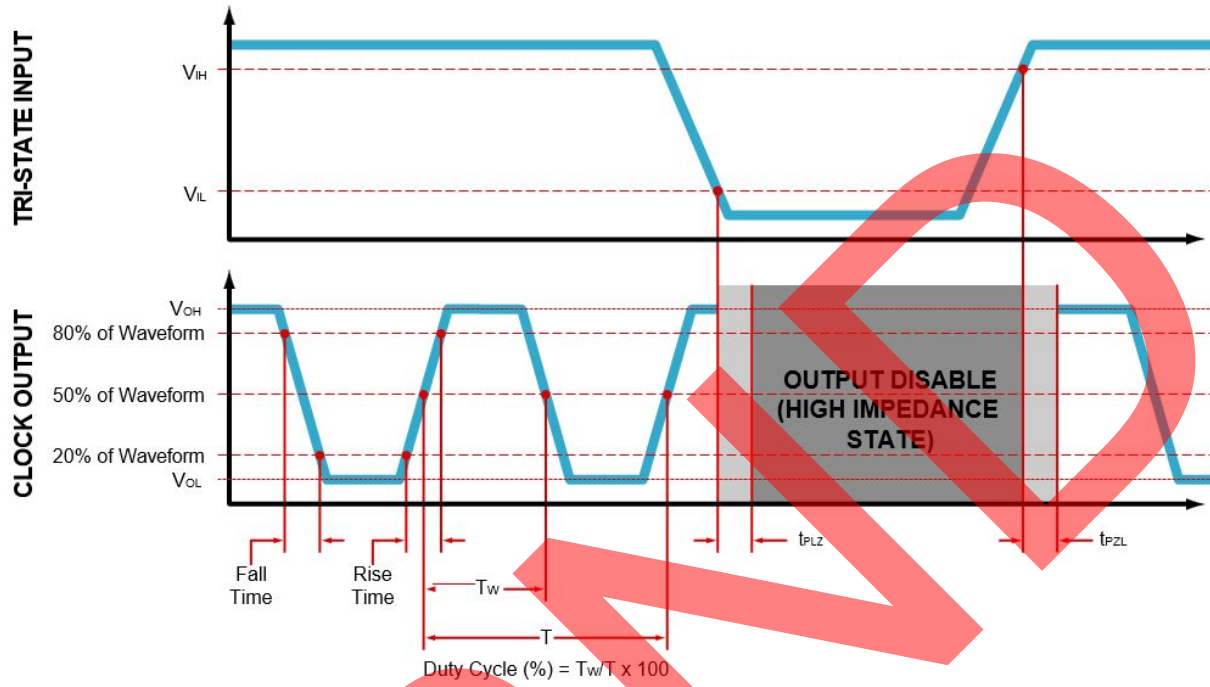 TRI-STATE INPUT
VIH
VIL
CLOCK OUTPUT
VOH
80% of Waveform
50% of Waveform
20% of Waveform
VOL
OUTPUT DISABLE
(HIGH IMPEDANCE
STATE)
tPLZ
tPZL
Fall
Time
Rise
Time
TW
T
Duty Cycle (%) = TW/T x 100